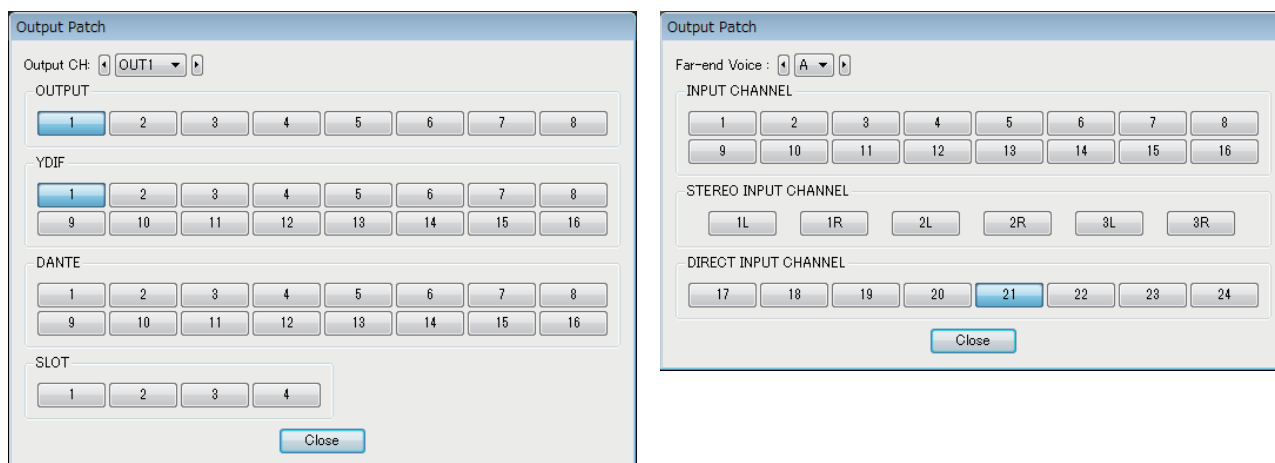 Output Patch
Output CH: OUT1
OUTPUT
1 2 3 4 5 6 7 8
YDIF
1 2 3 4 5 6 7 8
9 10 11 12 13 14 15 16
DANTE
1 2 3 4 5 6 7 8
9 10 11 12 13 14 15 16
SLOT
1 2 3 4
Close
Output Patch
Far-end Voice : A
INPUT CHANNEL
1 2 3 4 5 6 7 8
9 10 11 12 13 14 15 16
STEREO INPUT CHANNEL
1L 1R 2L 2R 3L 3R
DIRECT INPUT CHANNEL
17 18 19 20 21 22 23 24
Close